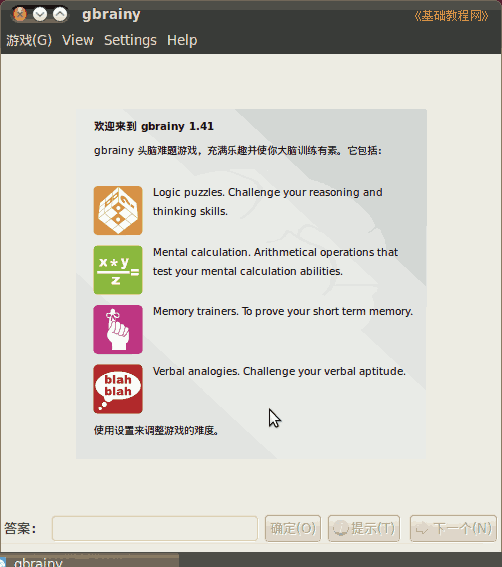 gbrainy
《基础教程网》
游戏(G) View Settings Help
欢迎来到 gbrainy 1.41
gbrainy 头脑难题游戏，充满乐趣并使你大脑训练有素。它包括：
Logic puzzles. Challenge your reasoning and
thinking skills.
x*y
z
=
Mental calculation. Arithmetical operations that
test your mental calculation abilities.
Memory trainers. To prove your short term memory.
blah
blah
Verbal analogies. Challenge your verbal aptitude.
使用设置来调整游戏的难度。
答案：
确定(O)
提示(T)
下一个(N)
gbrainy